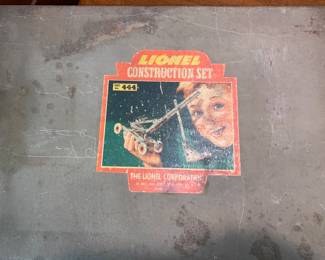 LIONEL
CONSTRUCTION SET
No 444
THE LIONEL CORPORATION